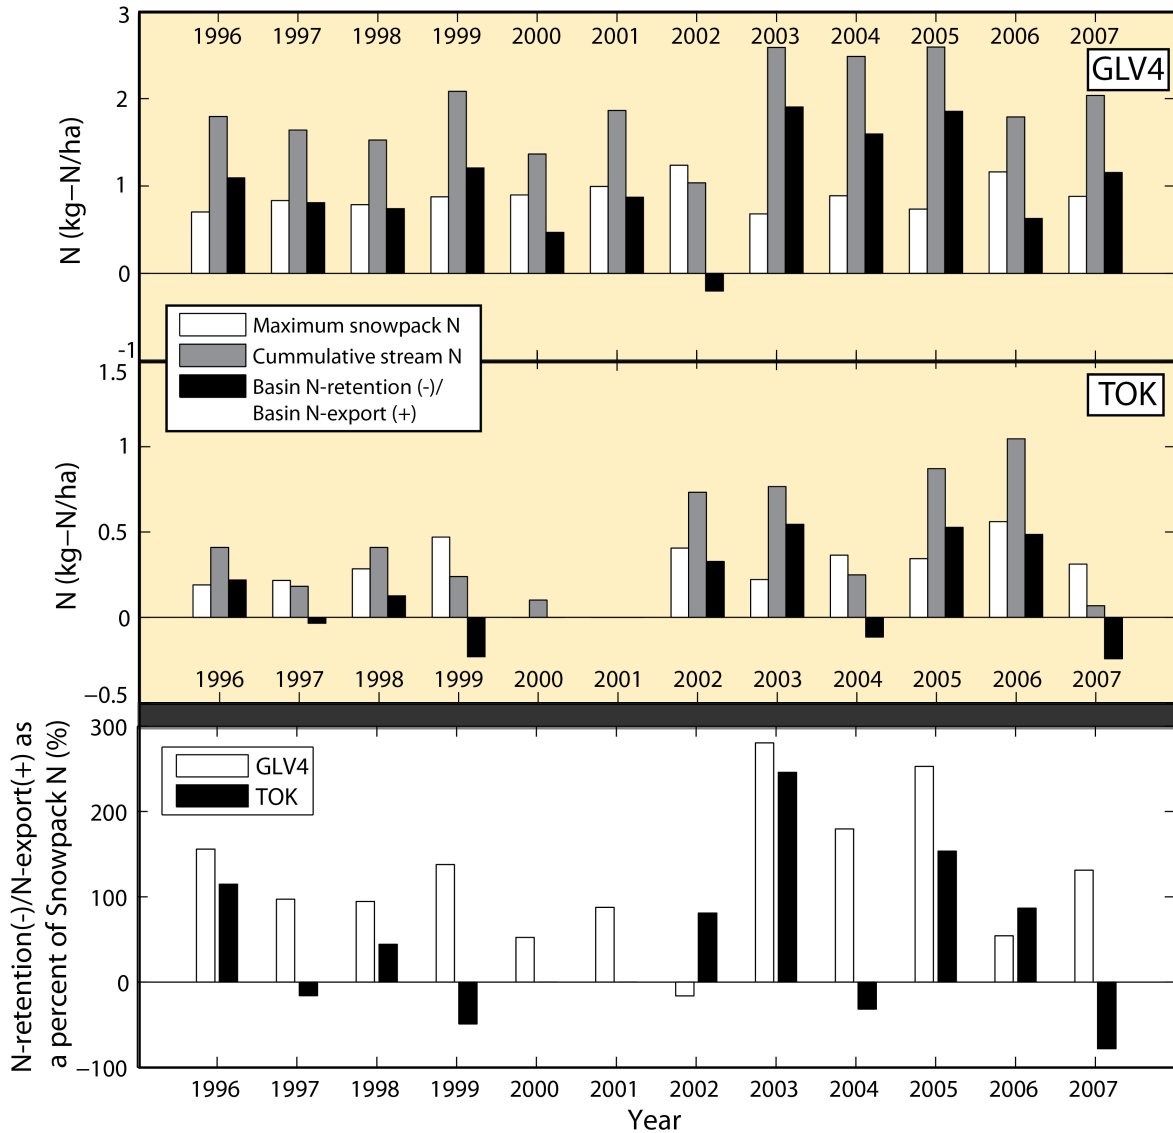 3
1996 1997 1998 1999 2000 2001 2002 2003 2004 2005 2006 2007
GLV4
2
1
0
-1
N (kg−N/ha)
Maximum snowpack N
Cummulative stream N
Basin N-retention (-)/
Basin N-export (+)
1.5
TOK
1
0.5
0
−0.5
N (kg−N/ha)
1996 1997 1998 1999 2000 2001 2002 2003 2004 2005 2006 2007
300
GLV4
TOK
200
100
0
−100
N-retention(-)/N-export(+) as
a percent of Snowpack N (%)
1996 1997 1998 1999 2000 2001 2002 2003 2004 2005 2006 2007
Year